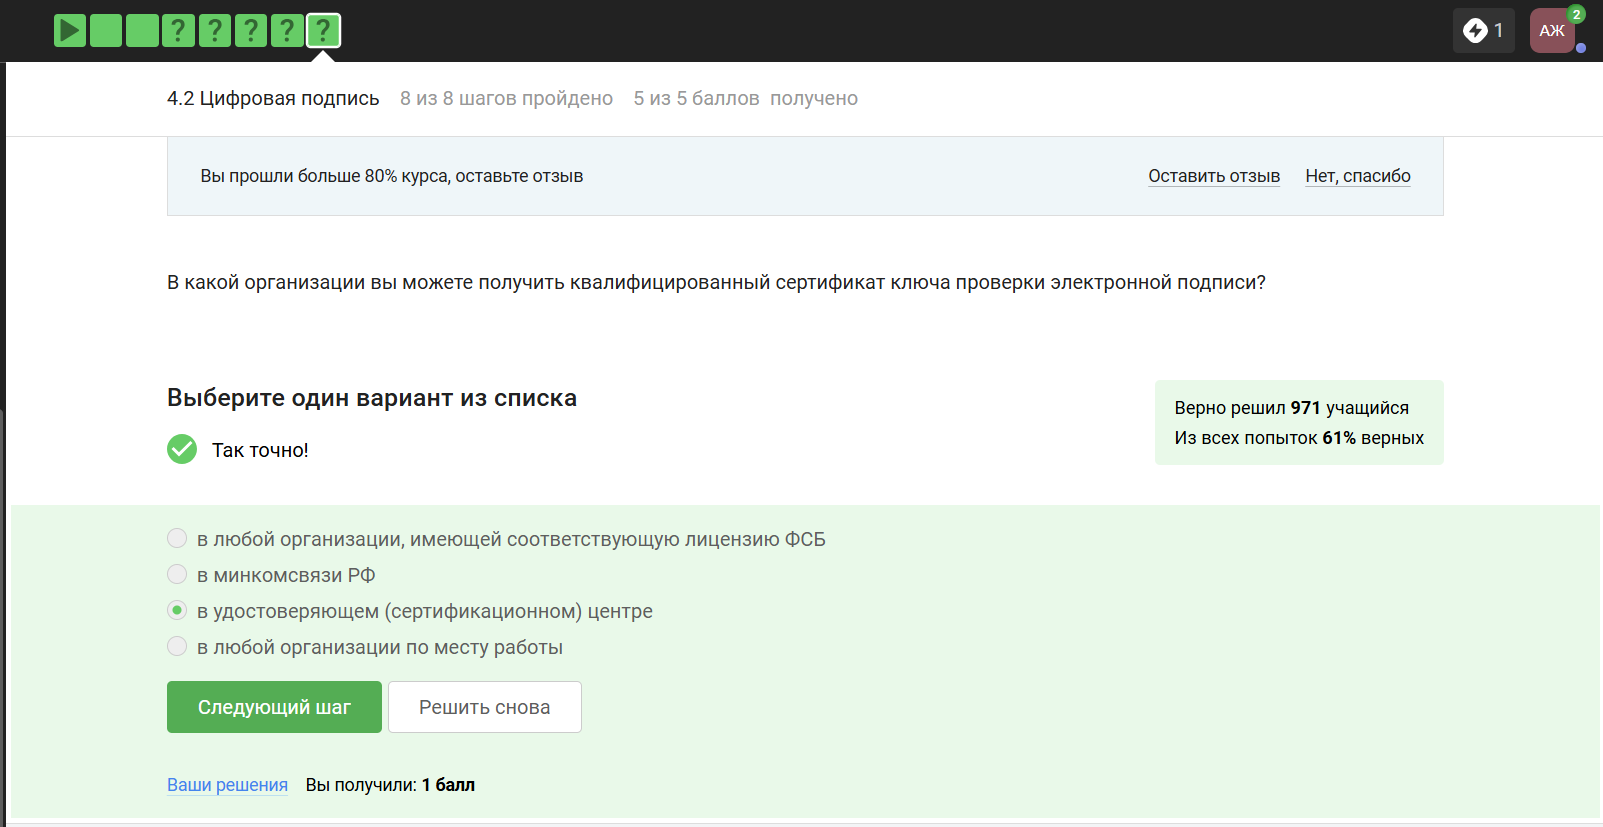 ? ? ? ? ?
1
АЖ
2
4.2 Цифровая подпись 8 из 8 шагов пройдено 5 из 5 баллов получено
Вы прошли больше 80% курса, оставьте отзыв Оставить отзыв Нет, спасибо
В какой организации вы можете получить квалифицированный сертификат ключа проверки электронной подписи?
Выберите один вариант из списка
Так точно!
Верно решил 971 учащийся
Из всех попыток 61% верных
в любой организации, имеющей соответствующую лицензию ФСБ
в минкомсвязи РФ
в удостоверяющем (сертификационном) центре
в любой организации по месту работы
Следующий шаг Решить снова
Ваши решения Вы получили: 1 балл